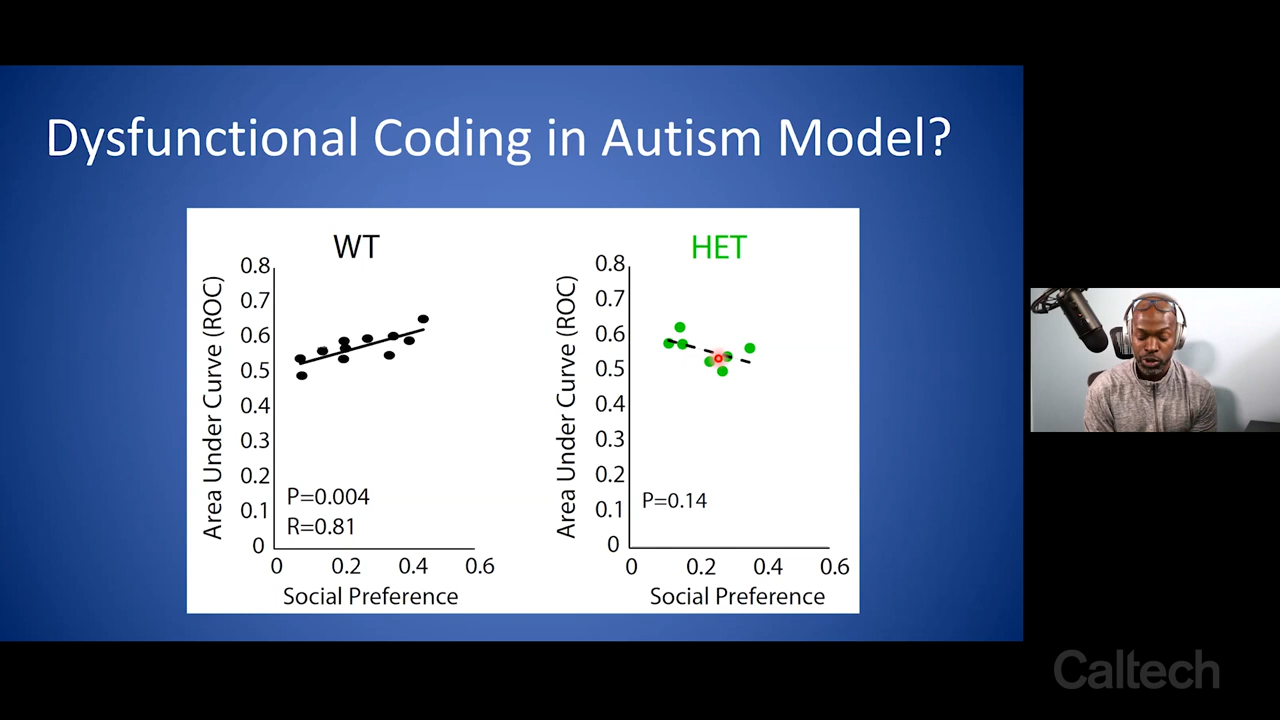 Dysfunctional Coding in Autism Model?
WT
Area Under Curve (ROC)
0.8
0.7
0.6
0.5
0.4
0.3
0.2
0.1
0
P=0.004
R=0.81
0 0.2 0.4 0.6
Social Preference
HET
Area Under Curve (ROC)
0.8
0.7
0.6
0.5
0.4
0.3
0.2
0.1
0
P=0.14
0 0.2 0.4 0.6
Social Preference
Caltech